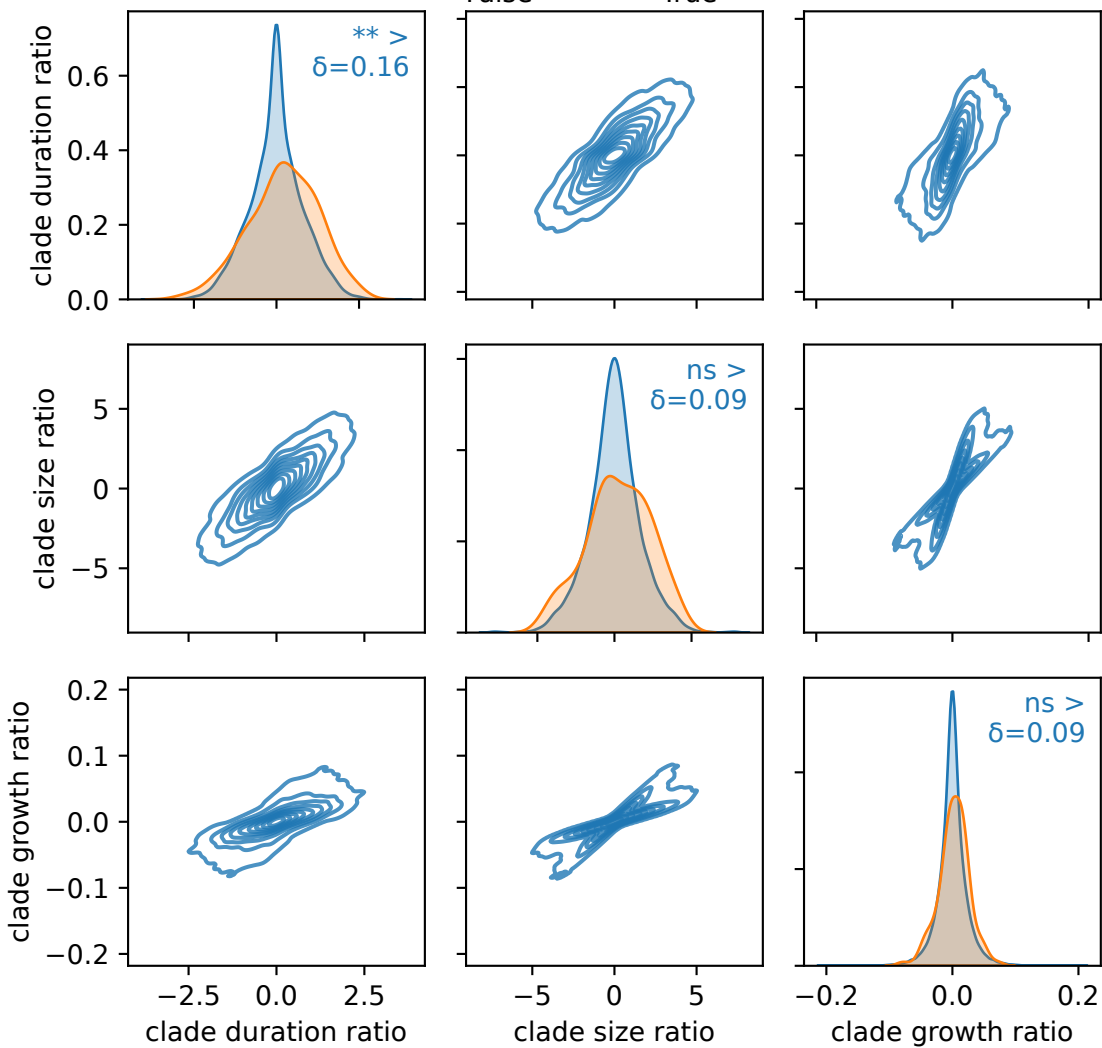 False True
clade duration ratio
0.6
0.4
0.2
0.0
** >
δ=0.16
clade size ratio
5
0
−5
ns >
δ=0.09
clade growth ratio
0.2
0.1
0.0
−0.1
−0.2
ns >
δ=0.09
−2.5 0.0 2.5
−5 0 5
−0.2 0.0 0.2
clade duration ratio
clade size ratio
clade growth ratio